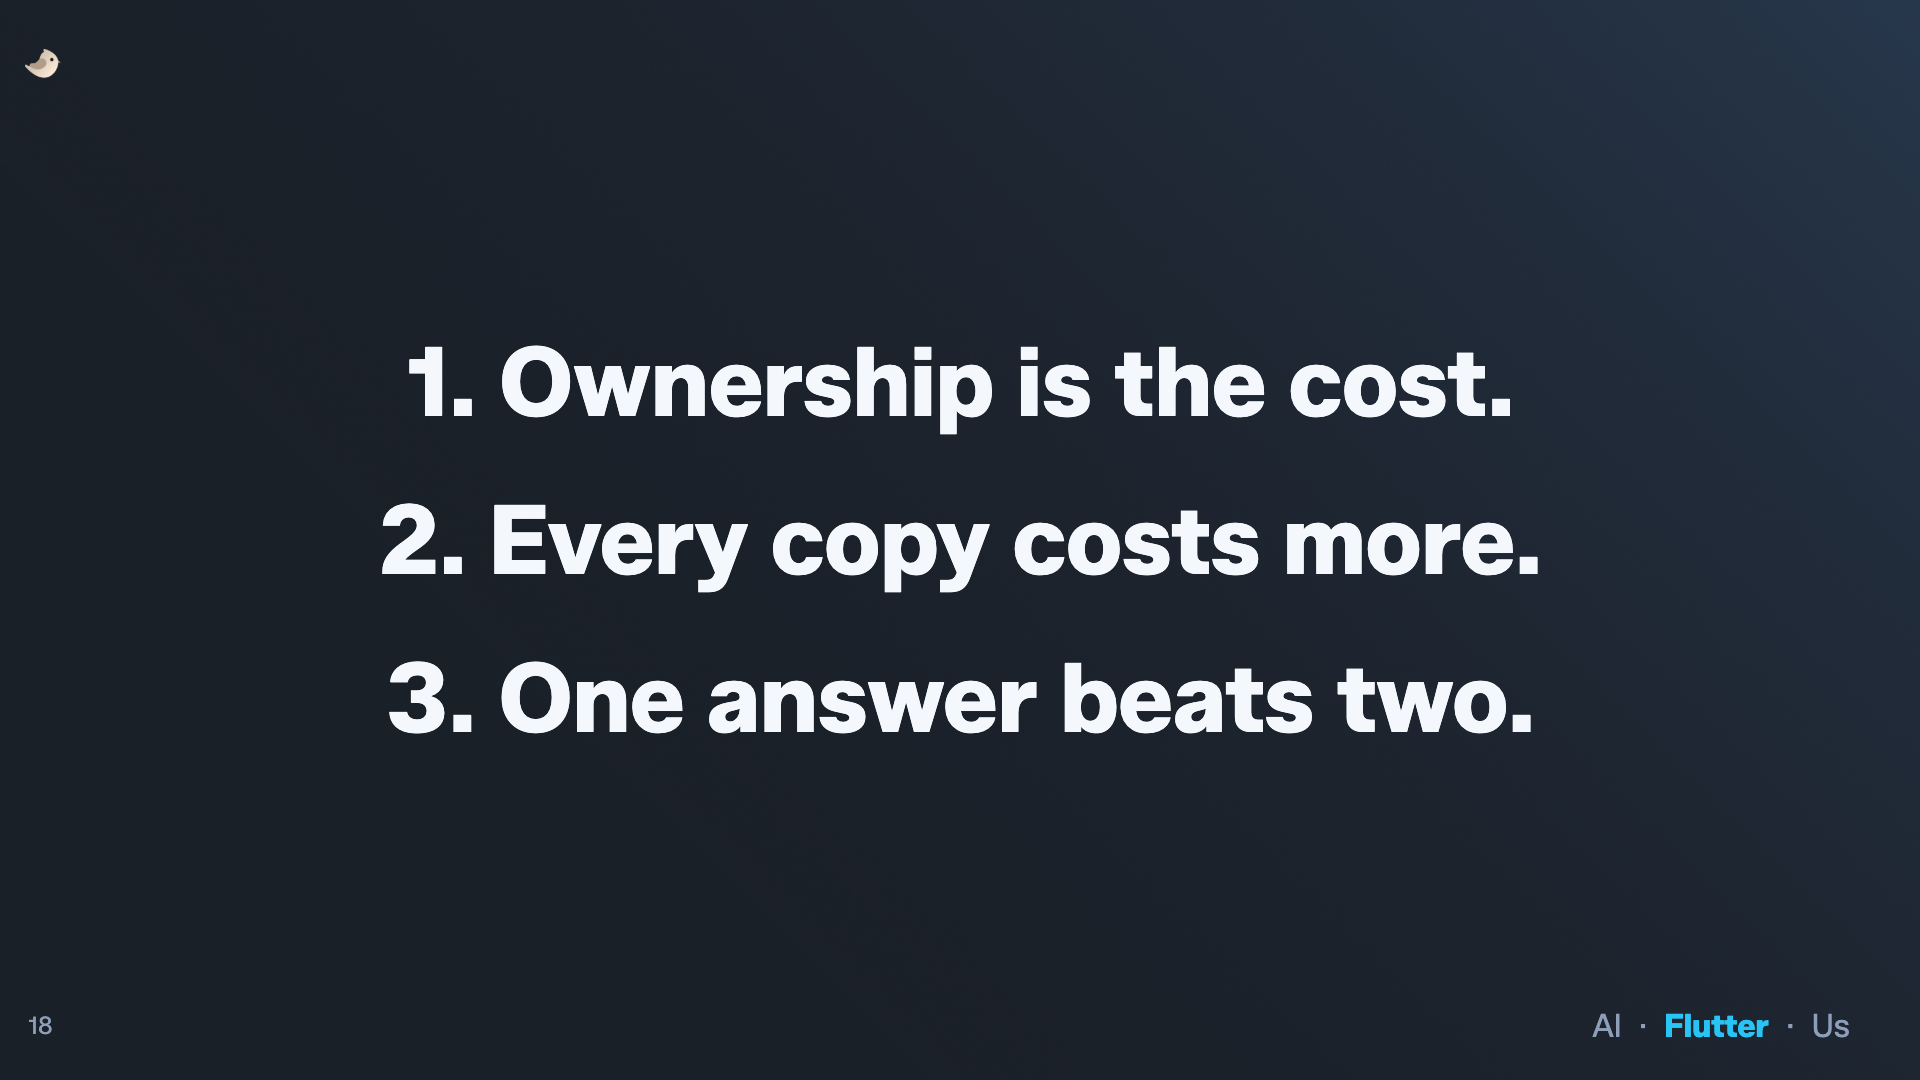 1. Ownership is the cost.
2. Every copy costs more.
3. One answer beats two.
18
AI · Flutter · Us